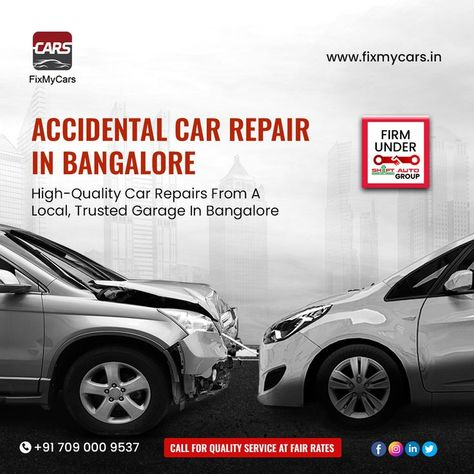 CARS
FixMyCars
www.fixmycars.in
ACCIDENTAL CAR REPAIR
IN BANGALORE
High-Quality Car Repairs From A
Local, Trusted Garage In Bangalore
FIRM
UNDER
SHIFT AUTO
GROUP
+91 709 000 9537
CALL FOR QUALITY SERVICE AT FAIR RATES